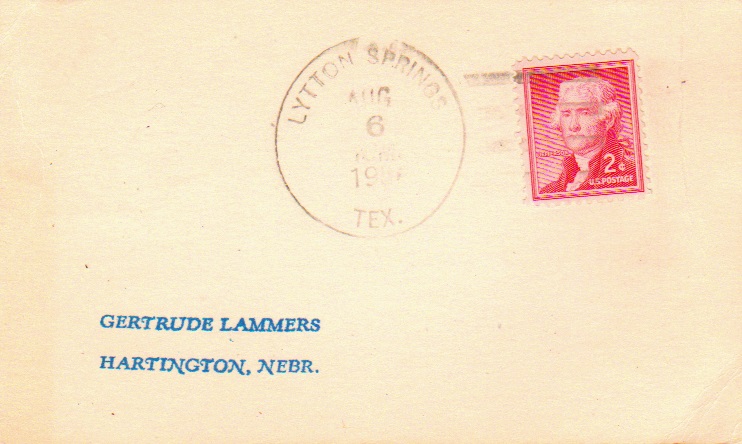 LYTTON SPRINGS
AUG
6
TEX.
2¢
U.S. POSTAGE
GERTRUDE LAMMERS
HARTINGTON, NEBR.